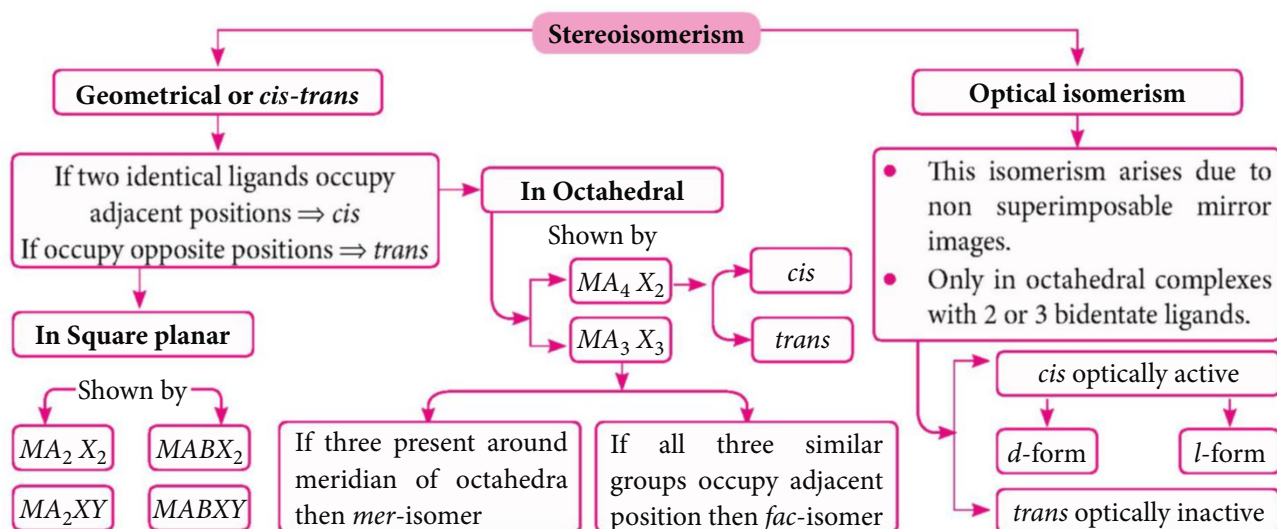 Stereoisomerism
Geometrical or cis-trans
If two identical ligands occupy
adjacent positions ⇒ cis
If occupy opposite positions ⇒ trans
In Square planar
Shown by
MA₂ X₂
MABX₂
MA₂XY
MABXY
In Octahedral
Shown by
MA₄ X₂
cis
trans
MA₃ X₃
If three present around
meridian of octahedra
then mer-isomer
If all three similar
groups occupy adjacent
position then fac-isomer
Optical isomerism
• This isomerism arises due to
non superimposable mirror
images.
• Only in octahedral complexes
with 2 or 3 bidentate ligands.
cis optically active
d-form
l-form
trans optically inactive